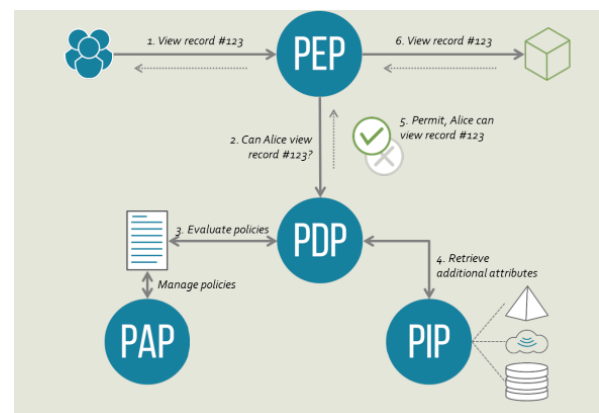 1. View record #123
PEP
6. View record #123
2. Can Alice view
record #123?
5. Permit, Alice can
view record #123
3. Evaluate policies
PDP
4. Retrieve
additional attributes
Manage policies
PAP
PIP